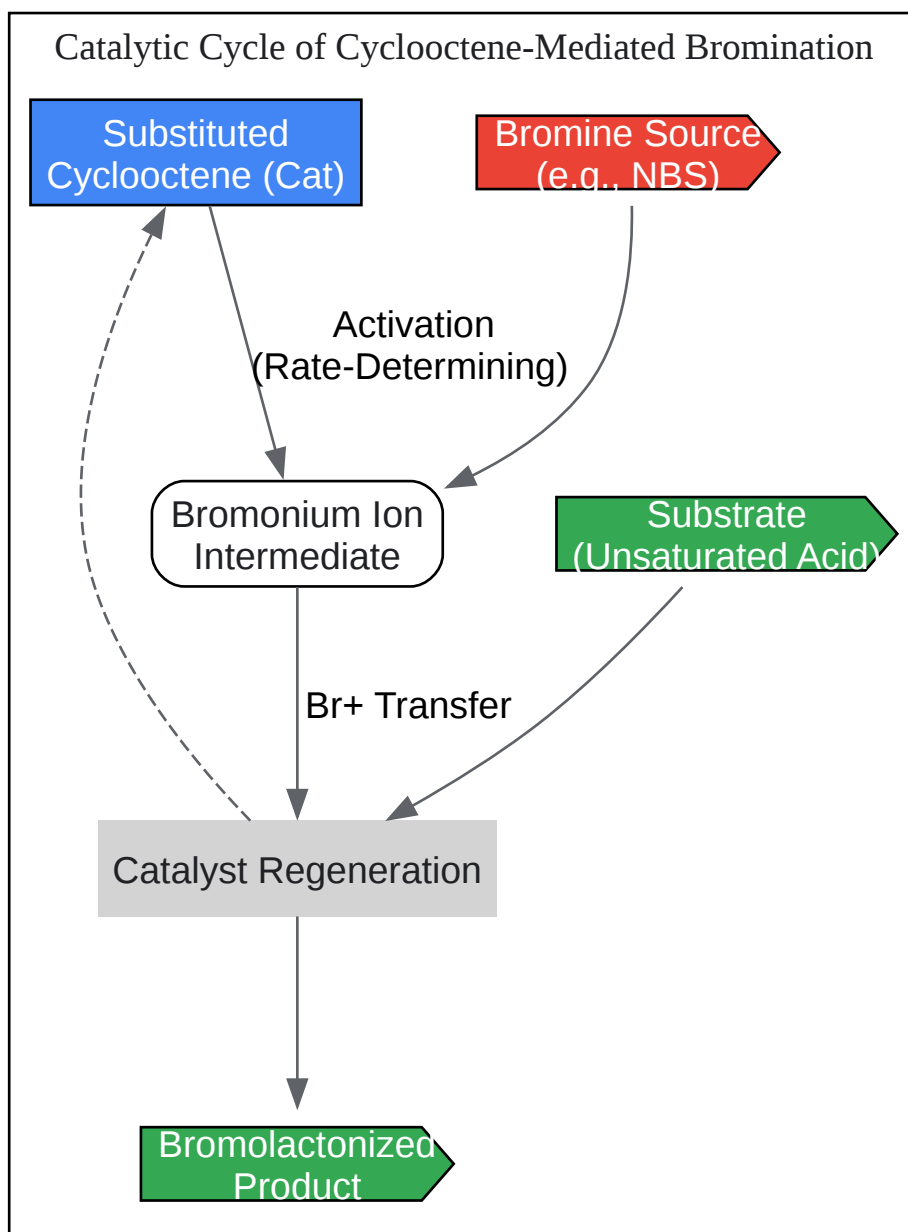 Catalytic Cycle of Cyclooctene-Mediated Bromination
Substituted
Cyclooctene (Cat)
Bromine Source
(e.g., NBS)
Activation
(Rate-Determining)
Bromonium Ion
Intermediate
Substrate
(Unsaturated Acid)
Br+ Transfer
Catalyst Regeneration
Bromolactonized
Product